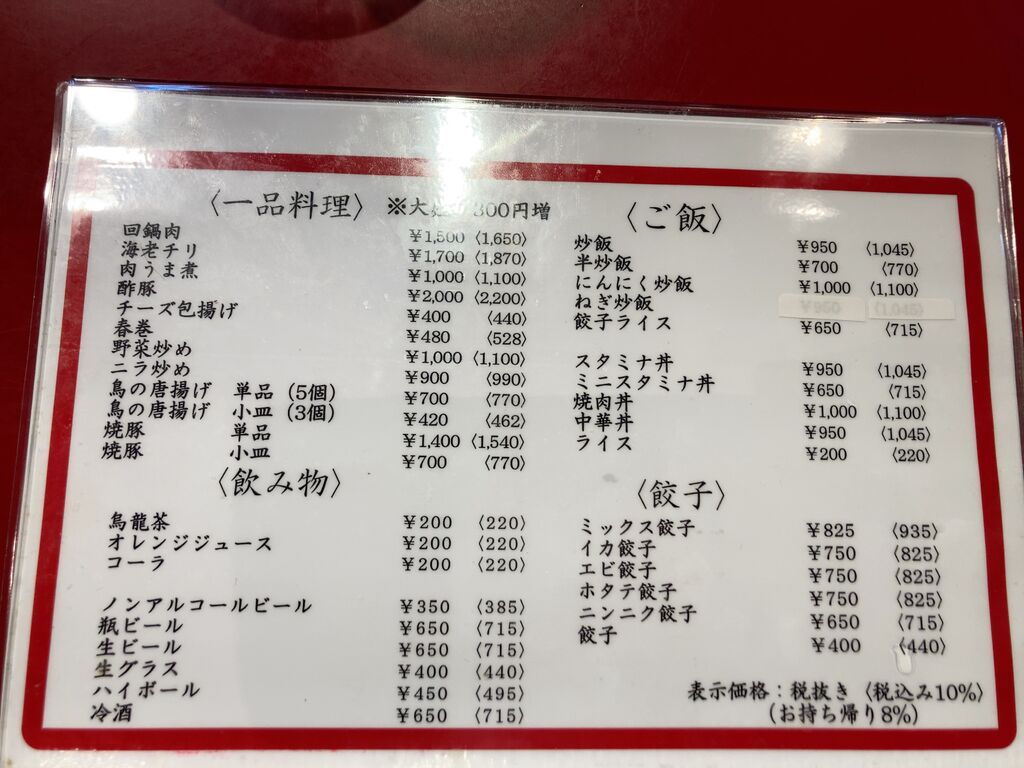 〈一品料理〉 ※大 300円増
回鍋肉 ¥1,500 〈1,650〉
海老チリ ¥1,700 〈1,870〉
肉うま煮 ¥1,000 〈1,100〉
酢豚 ¥2,000 〈2,200〉
チーズ包揚げ ¥400 〈440〉
春巻 ¥480 〈528〉
野菜炒め ¥1,000 〈1,100〉
ニラ炒め ¥900 〈990〉
鳥の唐揚げ 単品 (5個) ¥700 〈770〉
鳥の唐揚げ 小皿 (3個) ¥420 〈462〉
焼豚 単品 ¥1,400 〈1,540〉
焼豚 小皿 ¥700 〈770〉
〈飲み物〉
烏龍茶 ¥200 〈220〉
オレンジジュース ¥200 〈220〉
コーラ ¥200 〈220〉
ノンアルコールビール ¥350 〈385〉
瓶ビール ¥650 〈715〉
生ビール ¥650 〈715〉
生グラス ¥400 〈440〉
ハイボール ¥450 〈495〉
冷酒 ¥650 〈715〉
〈ご飯〉
炒飯 ¥950 〈1,045〉
半炒飯 ¥700 〈770〉
にんにく炒飯 ¥1,000 〈1,100〉
ねぎ炒飯 ¥950 〈1,045〉
餃子ライス ¥650 〈715〉
スタミナ丼 ¥950 〈1,045〉
ミニスタミナ丼 ¥650 〈715〉
焼肉丼 ¥1,000 〈1,100〉
中華丼 ¥950 〈1,045〉
ライス ¥200 〈220〉
〈餃子〉
ミックス餃子 ¥825 〈935〉
イカ餃子 ¥750 〈825〉
エビ餃子 ¥750 〈825〉
ホタテ餃子 ¥750 〈825〉
ニンニク餃子 ¥650 〈715〉
餃子 ¥400 〈440〉
表示価格：税抜き 〈税込み10%〉
(お持ち帰り8%)